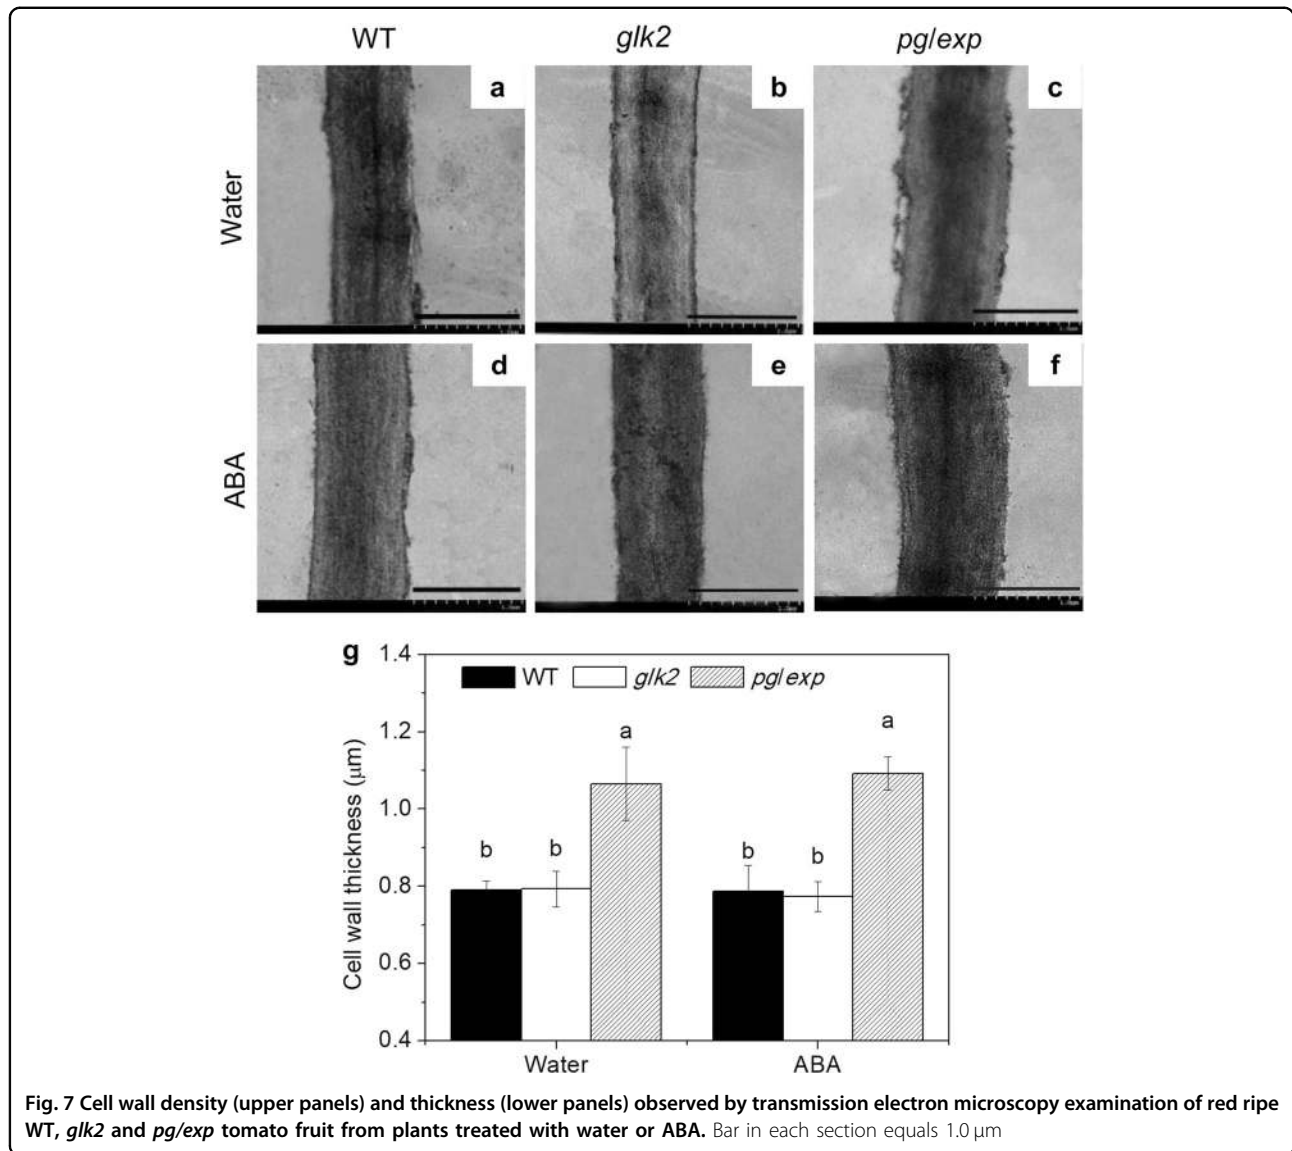 WT glk2 pg/exp
Water
a
b
c
ABA
d
e
f
g
WT glk2 pg/exp
Cell wall thickness (μm)
1.4
1.2
1.0
0.8
0.6
0.4
b
b
a
b
b
a
Water ABA
Fig. 7 Cell wall density (upper panels) and thickness (lower panels) observed by transmission electron microscopy examination of red ripe
WT, glk2 and pg/exp tomato fruit from plants treated with water or ABA. Bar in each section equals 1.0 μm